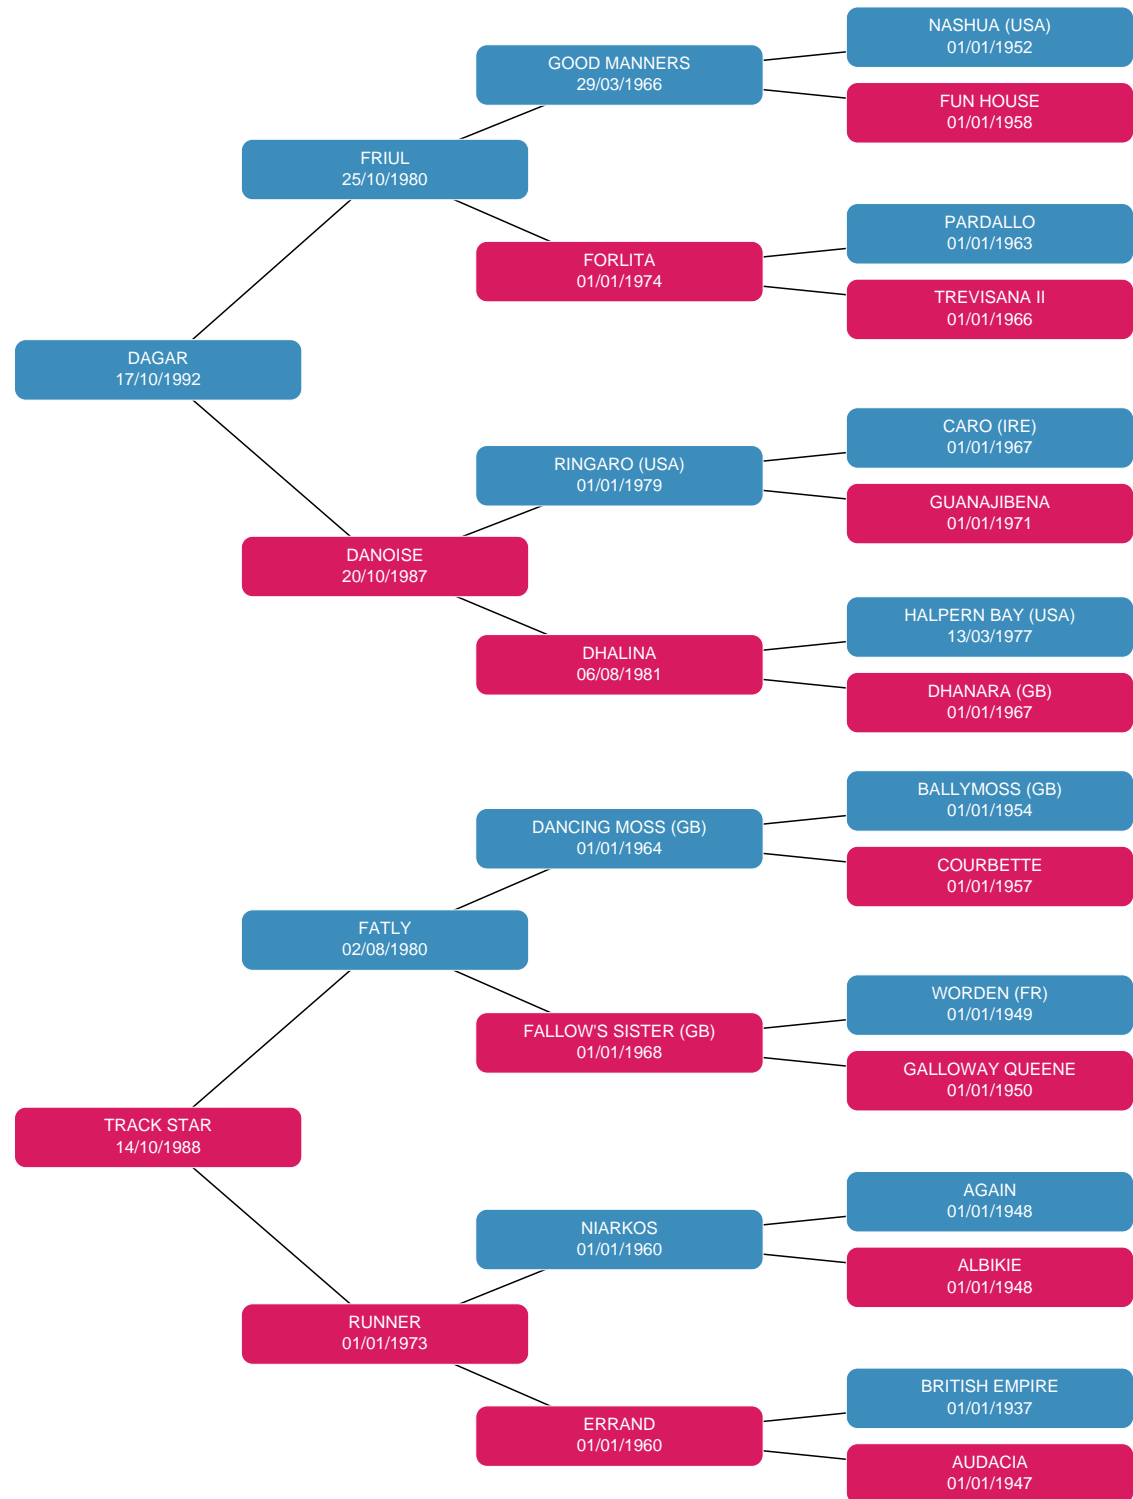 NASHUA (USA)
01/01/1952
GOOD MANNERS
29/03/1966
FUN HOUSE
01/01/1958
FRIUL
25/10/1980
PARDALLO
01/01/1963
FORLITA
01/01/1974
TREVISANA II
01/01/1966
DAGAR
17/10/1992
CARO (IRE)
01/01/1967
RINGARO (USA)
01/01/1979
GUANAJIBENA
01/01/1971
DANOISE
20/10/1987
HALPERN BAY (USA)
13/03/1977
DHALINA
06/08/1981
DHANARA (GB)
01/01/1967
BALLYMOSS (GB)
01/01/1954
DANCING MOSS (GB)
01/01/1964
COURBETTE
01/01/1957
FATLY
02/08/1980
WORDEN (FR)
01/01/1949
FALLOW'S SISTER (GB)
01/01/1968
GALLOWAY QUEENE
01/01/1950
TRACK STAR
14/10/1988
AGAIN
01/01/1948
NIARKOS
01/01/1960
ALBIKIE
01/01/1948
RUNNER
01/01/1973
BRITISH EMPIRE
01/01/1937
ERRAND
01/01/1960
AUDACIA
01/01/1947